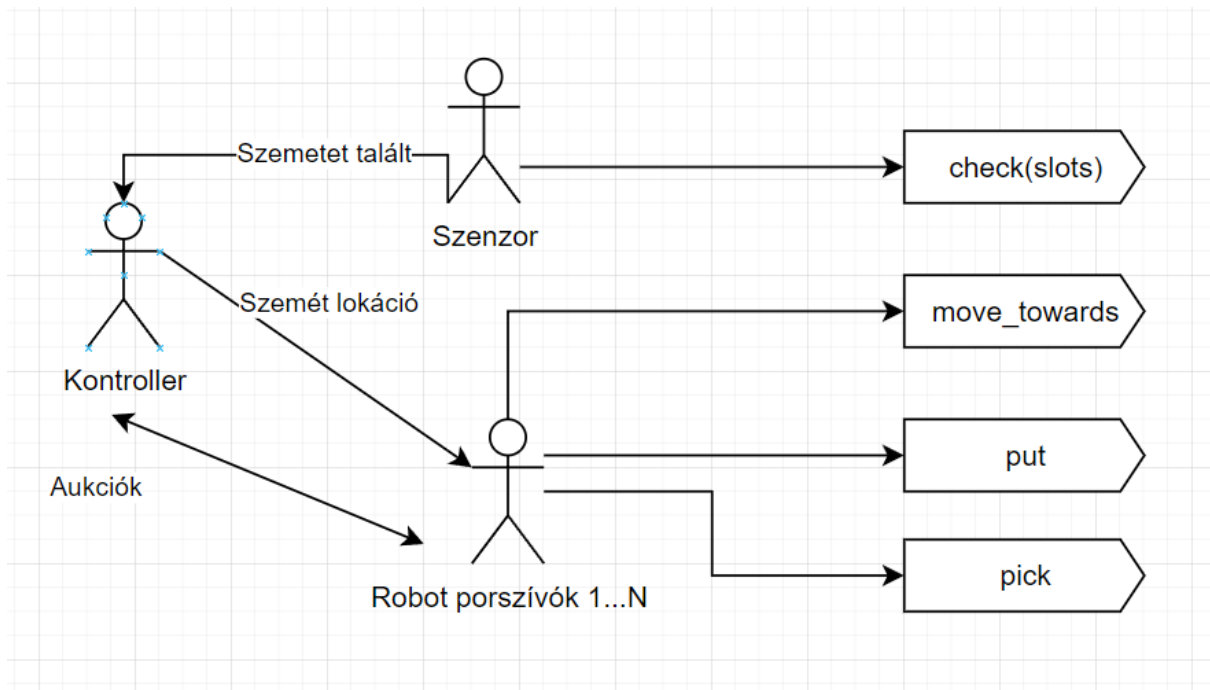 Szemetet talált
check(slots)
Szenzor
Szemét lokáció
move_towards
Kontroller
Aukciók
put
pick
Robot porszívók 1...N